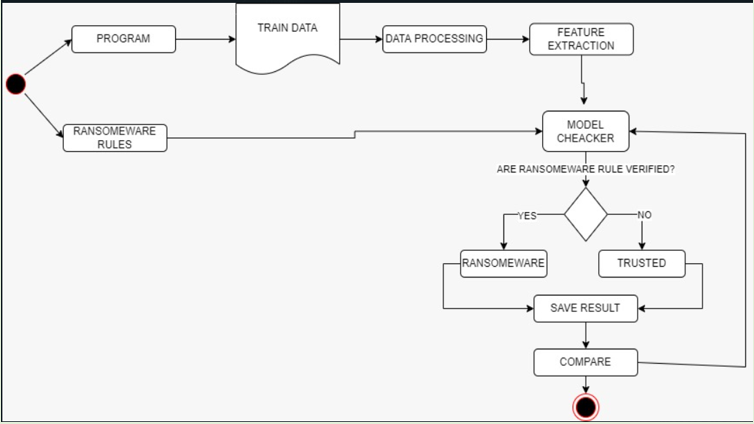 PROGRAM
TRAIN DATA
DATA PROCESSING
FEATURE
EXTRACTION
RANSOMEWARE
RULES
MODEL
CHEACKER
ARE RANSOMEWARE RULE VERIFIED?
YES
NO
RANSOMEWARE
TRUSTED
SAVE RESULT
COMPARE